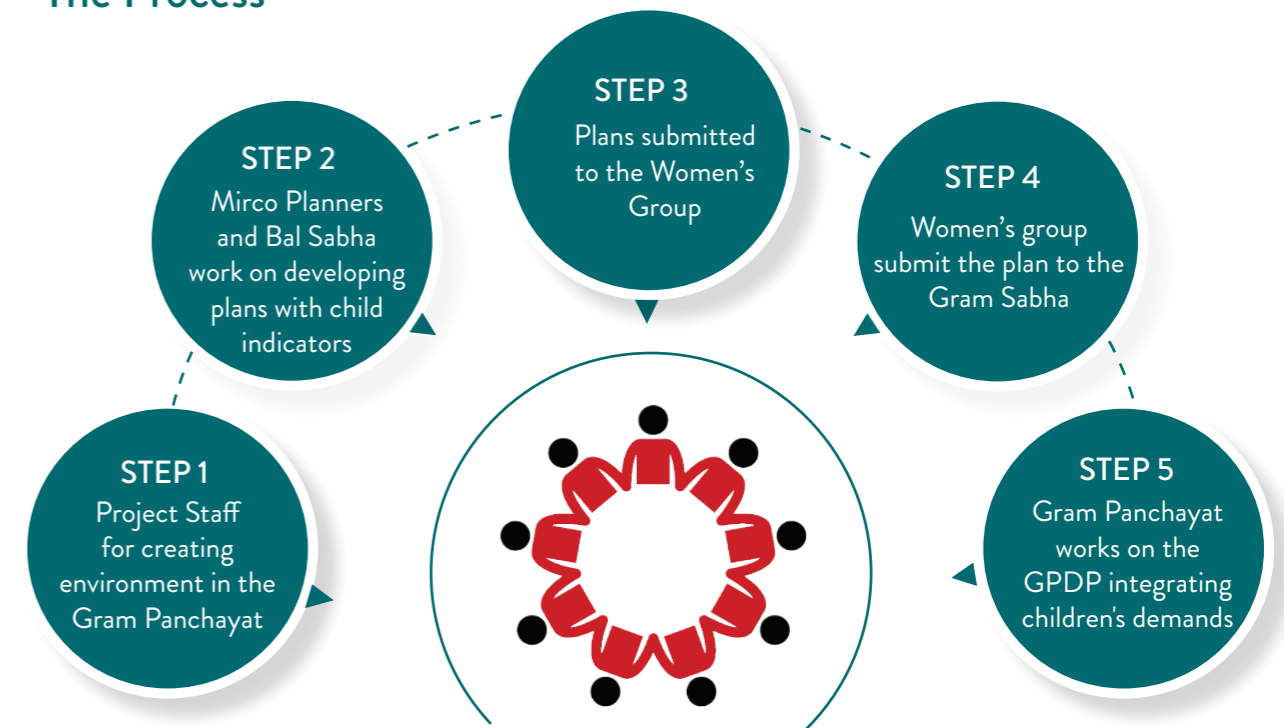 The Process
STEP 1
Project Staff
for creating
environment in the
Gram Panchayat
STEP 2
Mirco Planners
and Bal Sabha
work on developing
plans with child
indicators
STEP 3
Plans submitted
to the Women's
Group
STEP 4
Women's group
submit the plan to the
Gram Sabha
STEP 5
Gram Panchayat
works on the
GPDP integrating
children's demands